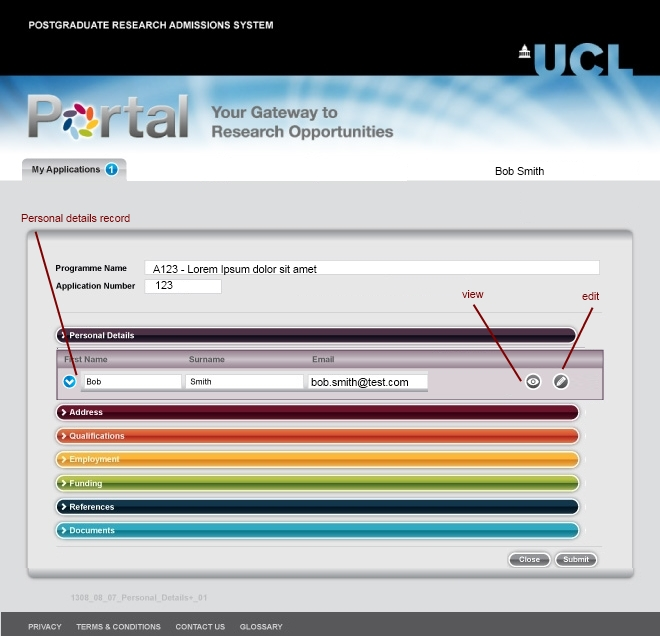 POSTGRADUATE RESEARCH ADMISSIONS SYSTEM
UCL
Portal
Your Gateway to
Research Opportunities
My Applications 1
Bob Smith
Personal details record
Programme Name A123 - Lorem Ipsum dolor sit amet
Application Number 123
view
edit
Personal Details
First Name Surname Email
Bob Smith bob.smith@test.com
Address
Qualifications
Employment
Funding
References
Documents
Close Submit
1308_08_07_Personal_Details+_01
PRIVACY TERMS & CONDITIONS CONTACT US GLOSSARY